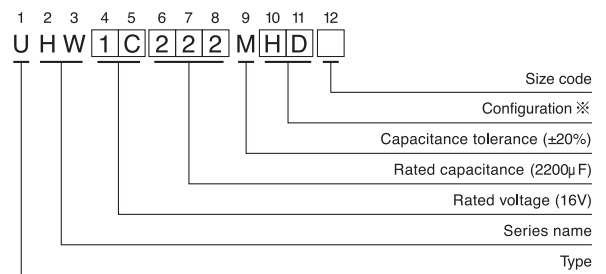 1 2 3 4 5 6 7 8 9 10 11 12
U H W 1 C 2 2 2 M H D
Size code
Configuration ※
Capacitance tolerance (±20%)
Rated capacitance (2200µF)
Rated voltage (16V)
Series name
Type